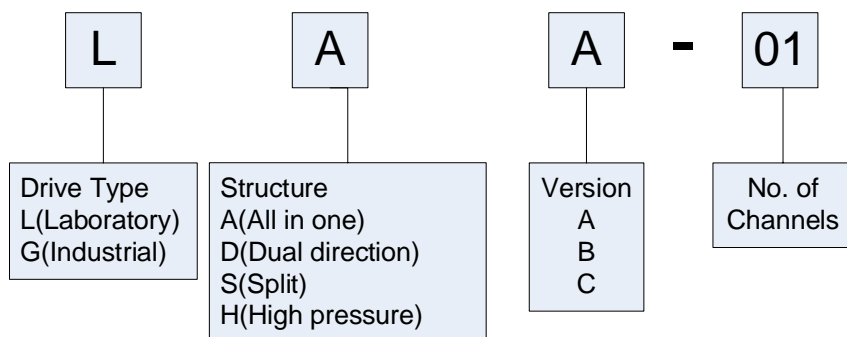 L A A - 01
Drive Type
L(Laboratory)
G(Industrial)
Structure
A(All in one)
D(Dual direction)
S(Split)
H(High pressure)
Version
A
B
C
No. of
Channels